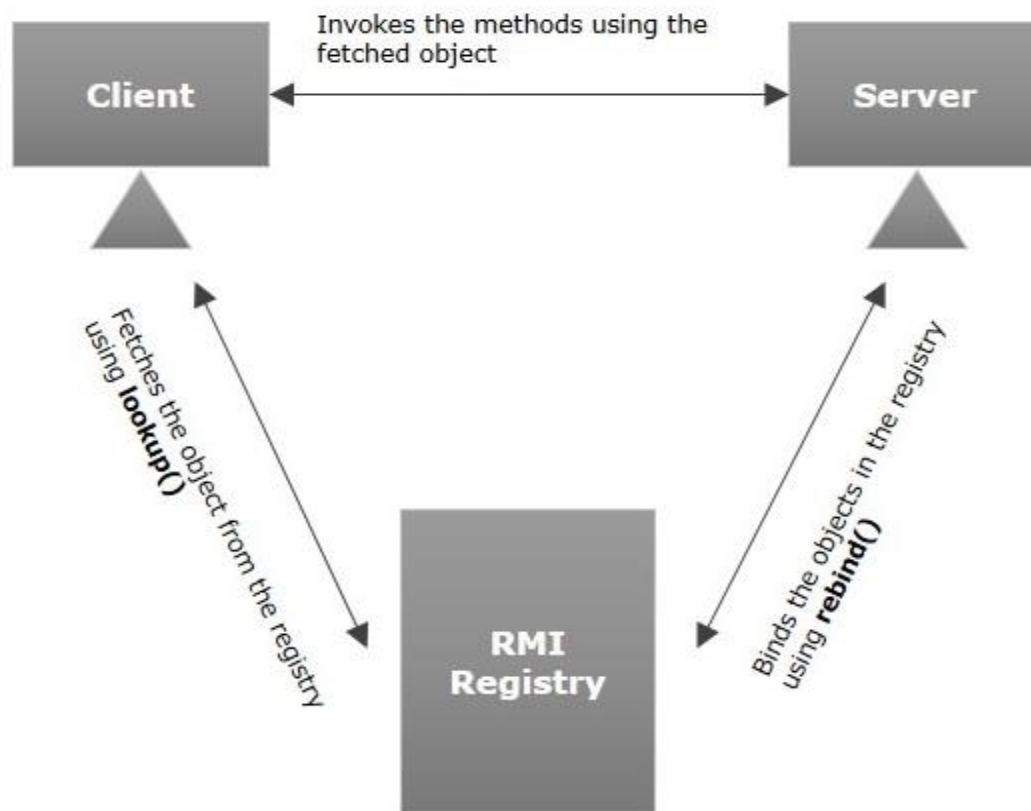 Invokes the methods using the
fetched object
Client
Server
Fetches the object from the registry
using lookup()
Binds the objects in the registry
using rebind()
RMI
Registry